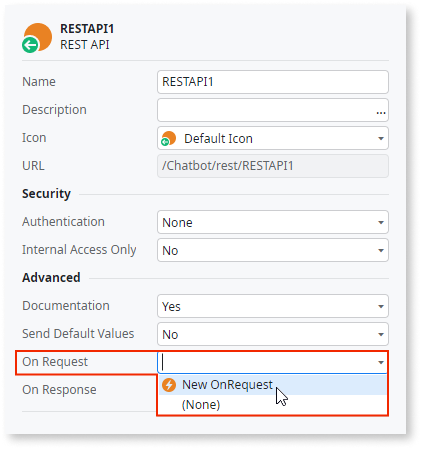 RESTAPI1
REST API
Name RESTAPI1
Description ...
Icon Default Icon
URL /Chatbot/rest/RESTAPI1
Security
Authentication None
Internal Access Only No
Advanced
Documentation Yes
Send Default Values No
On Request
New OnRequest
On Response (None)